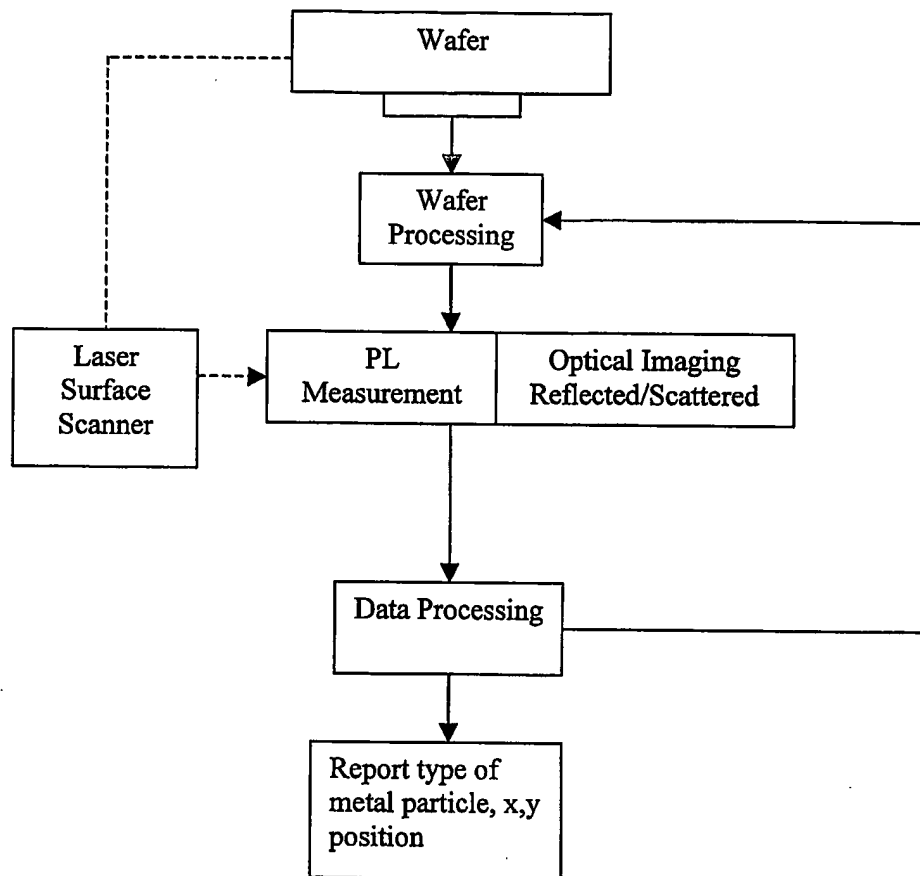 Wafer
Wafer
Processing
Laser
Surface
Scanner
PL
Measurement
Optical Imaging
Reflected/Scattered
Data Processing
Report type of
metal particle, x,y
position